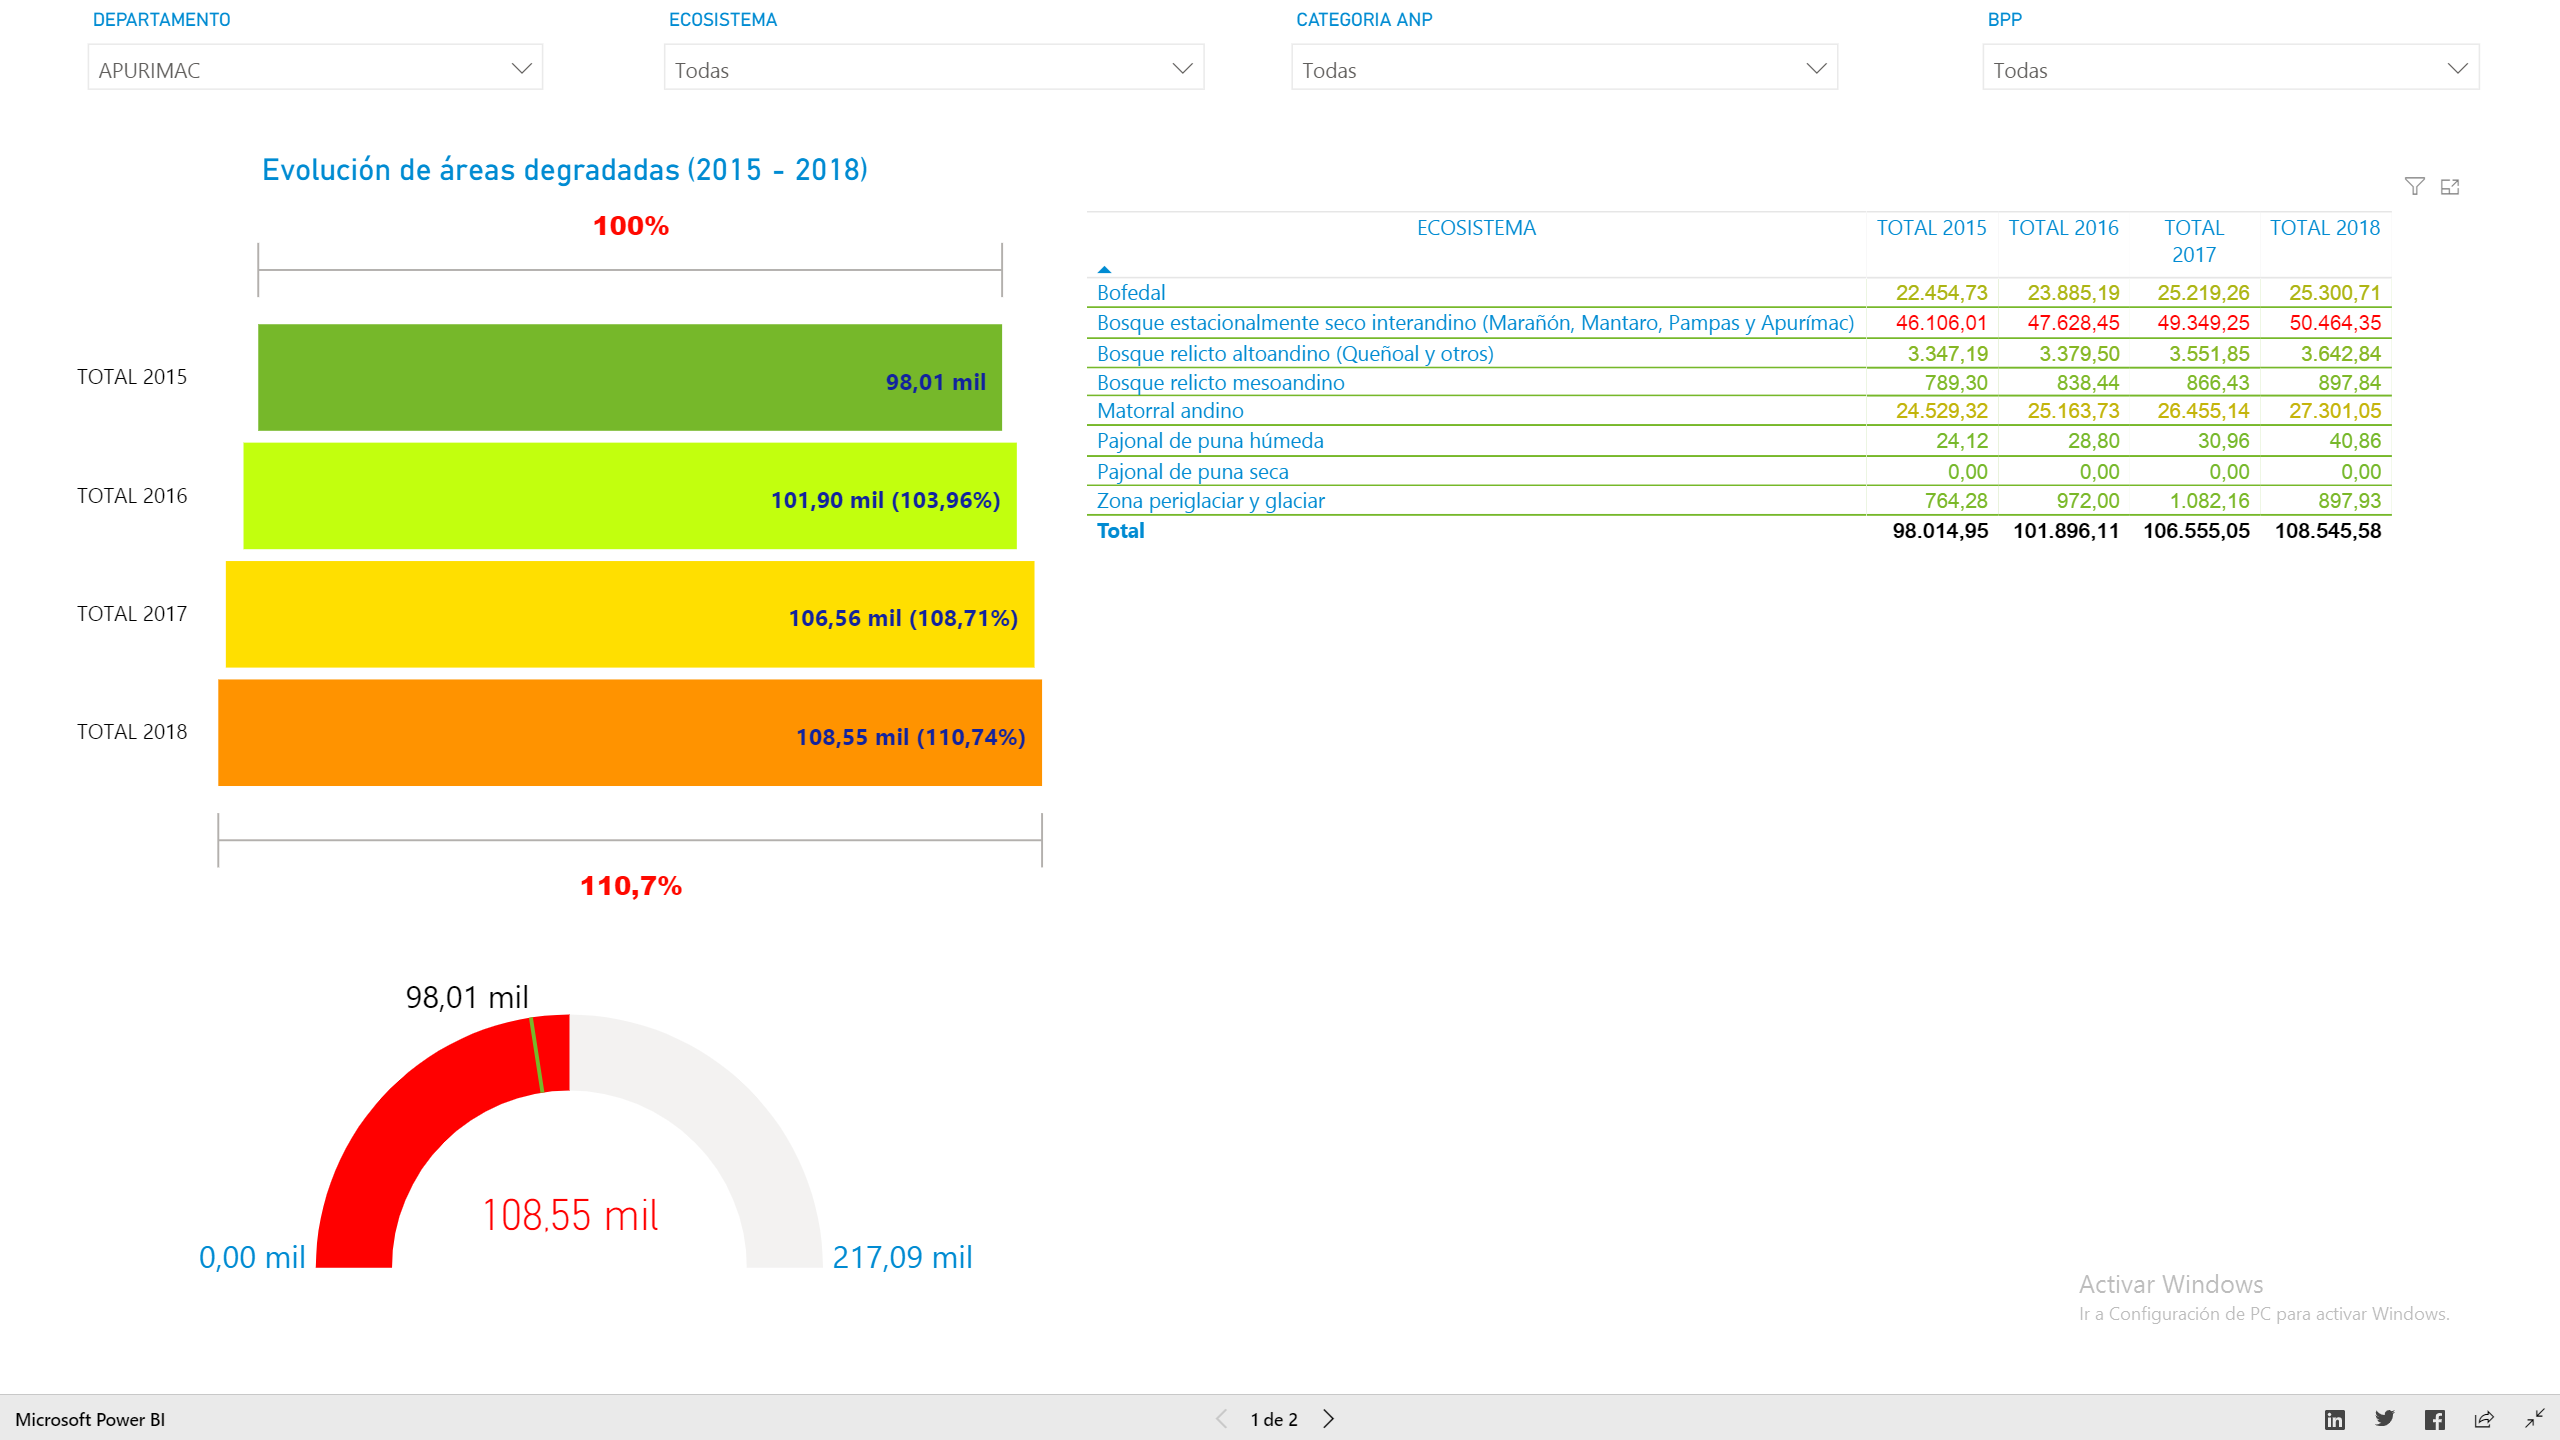 DEPARTAMENTO ECOSISTEMA CATEGORIA ANP BPP
APURIMAC Todas Todas Todas
Evolución de áreas degradadas (2015 - 2018)
100%
TOTAL 2015 98,01 mil
TOTAL 2016 101,90 mil (103,96%)
TOTAL 2017 106,56 mil (108,71%)
TOTAL 2018 108,55 mil (110,74%)
110,7%
98,01 mil
108,55 mil
0,00 mil 217,09 mil
ECOSISTEMA TOTAL 2015 TOTAL 2016 TOTAL 2017 TOTAL 2018
Bofedal 22.454,73 23.885,19 25.219,26 25.300,71
Bosque estacionalmente seco interandino (Marañón, Mantaro, Pampas y Apurímac) 46.106,01 47.628,45 49.349,25 50.464,35
Bosque relicto altoandino (Queñoal y otros) 3.347,19 3.379,50 3.551,85 3.642,84
Bosque relicto mesoandino 789,30 838,44 866,43 897,84
Matorral andino 24.529,32 25.163,73 26.455,14 27.301,05
Pajonal de puna húmeda 24,12 28,80 30,96 40,86
Pajonal de puna seca 0,00 0,00 0,00 0,00
Zona periglaciar y glaciar 764,28 972,00 1.082,16 897,93
Total 98.014,95 101.896,11 106.555,05 108.545,58
Activar Windows
Ir a Configuración de PC para activar Windows.
Microsoft Power BI 1 de 2